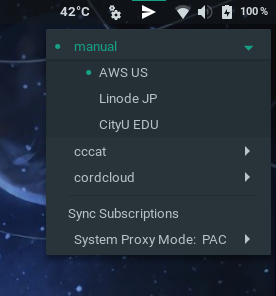 42°C 100 %
manual
AWS US
Linode JP
CityU EDU
cccat
cordcloud
Sync Subscriptions
System Proxy Mode: PAC